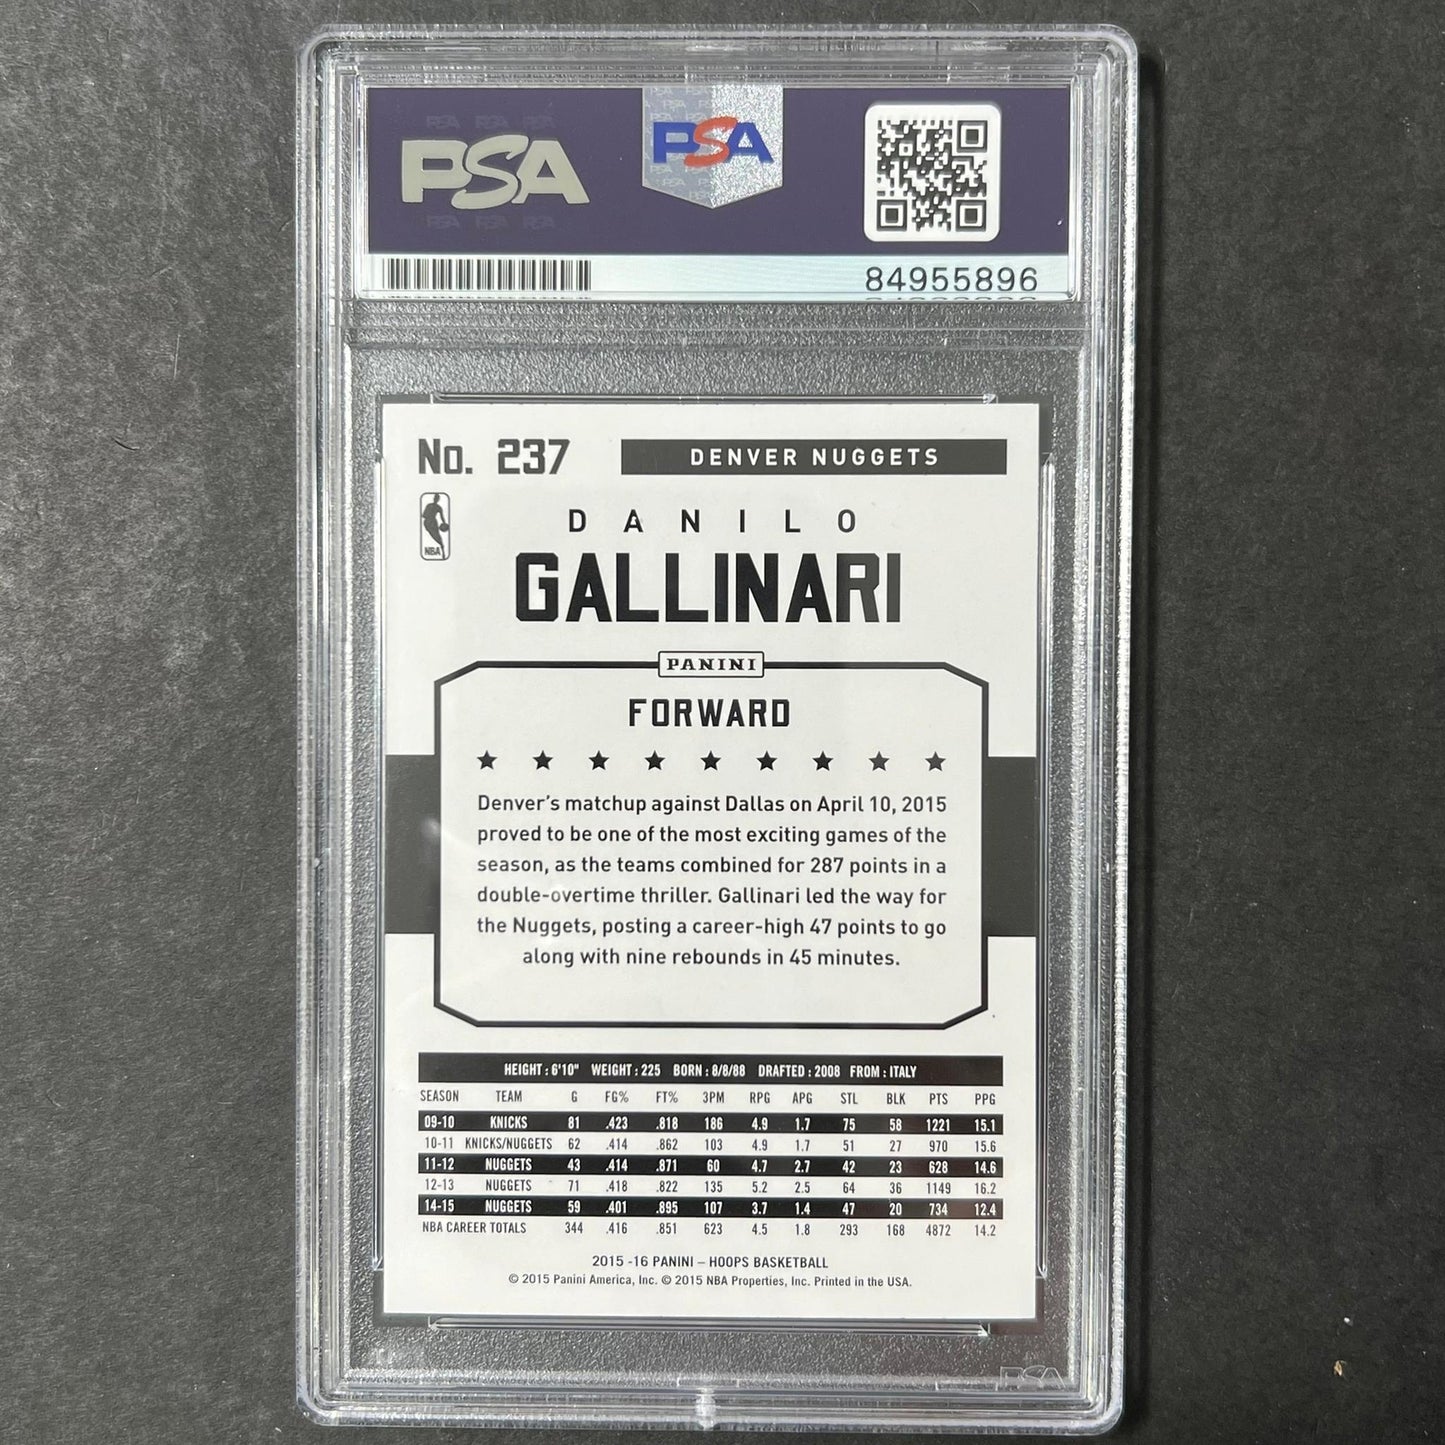 PSA PSA PSA
PSA
PSA PSA PSA
PSA
84955896
No. 237
DENVER NUGGETS
NBA
DANILO
GALLINARI
PANINI
FORWARD
Denver's matchup against Dallas on April 10, 2015
proved to be one of the most exciting games of the
season, as the teams combined for 287 points in a
double-overtime thriller. Gallinari led the way for
the Nuggets, posting a career-high 47 points to go
along with nine rebounds in 45 minutes.
HEIGHT : 6'10" WEIGHT : 225 BORN : 8/8/88 DRAFTED : 2008 FROM : ITALY
SEASON TEAM G FG% FT% 3PM RPG APG STL BLK PTS PPG
09-10 KNICKS 81 .423 .818 186 4.9 1.7 75 58 1221 15.1
10-11 KNICKS/NUGGETS 62 .414 .862 103 4.9 1.7 51 27 970 15.6
11-12 NUGGETS 43 .414 .871 60 4.7 2.7 42 23 628 14.6
12-13 NUGGETS 71 .418 .822 135 5.2 2.5 64 36 1149 16.2
14-15 NUGGETS 59 .401 .895 107 3.7 1.4 47 20 734 12.4
NBA CAREER TOTALS 344 .416 .851 623 4.5 1.8 293 168 4872 14.2
2015 -16 PANINI – HOOPS BASKETBALL
© 2015 Panini America, Inc. © 2015 NBA Properties, Inc. Printed in the USA.
PSA